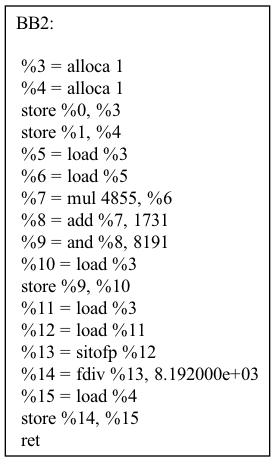 BB2:
%3 = alloca 1
%4 = alloca 1
store %0, %3
store %1, %4
%5 = load %3
%6 = load %5
%7 = mul 4855, %6
%8 = add %7, 1731
%9 = and %8, 8191
%10 = load %3
store %9, %10
%11 = load %3
%12 = load %11
%13 = sitofp %12
%14 = fdiv %13, 8.192000e+03
%15 = load %4
store %14, %15
ret